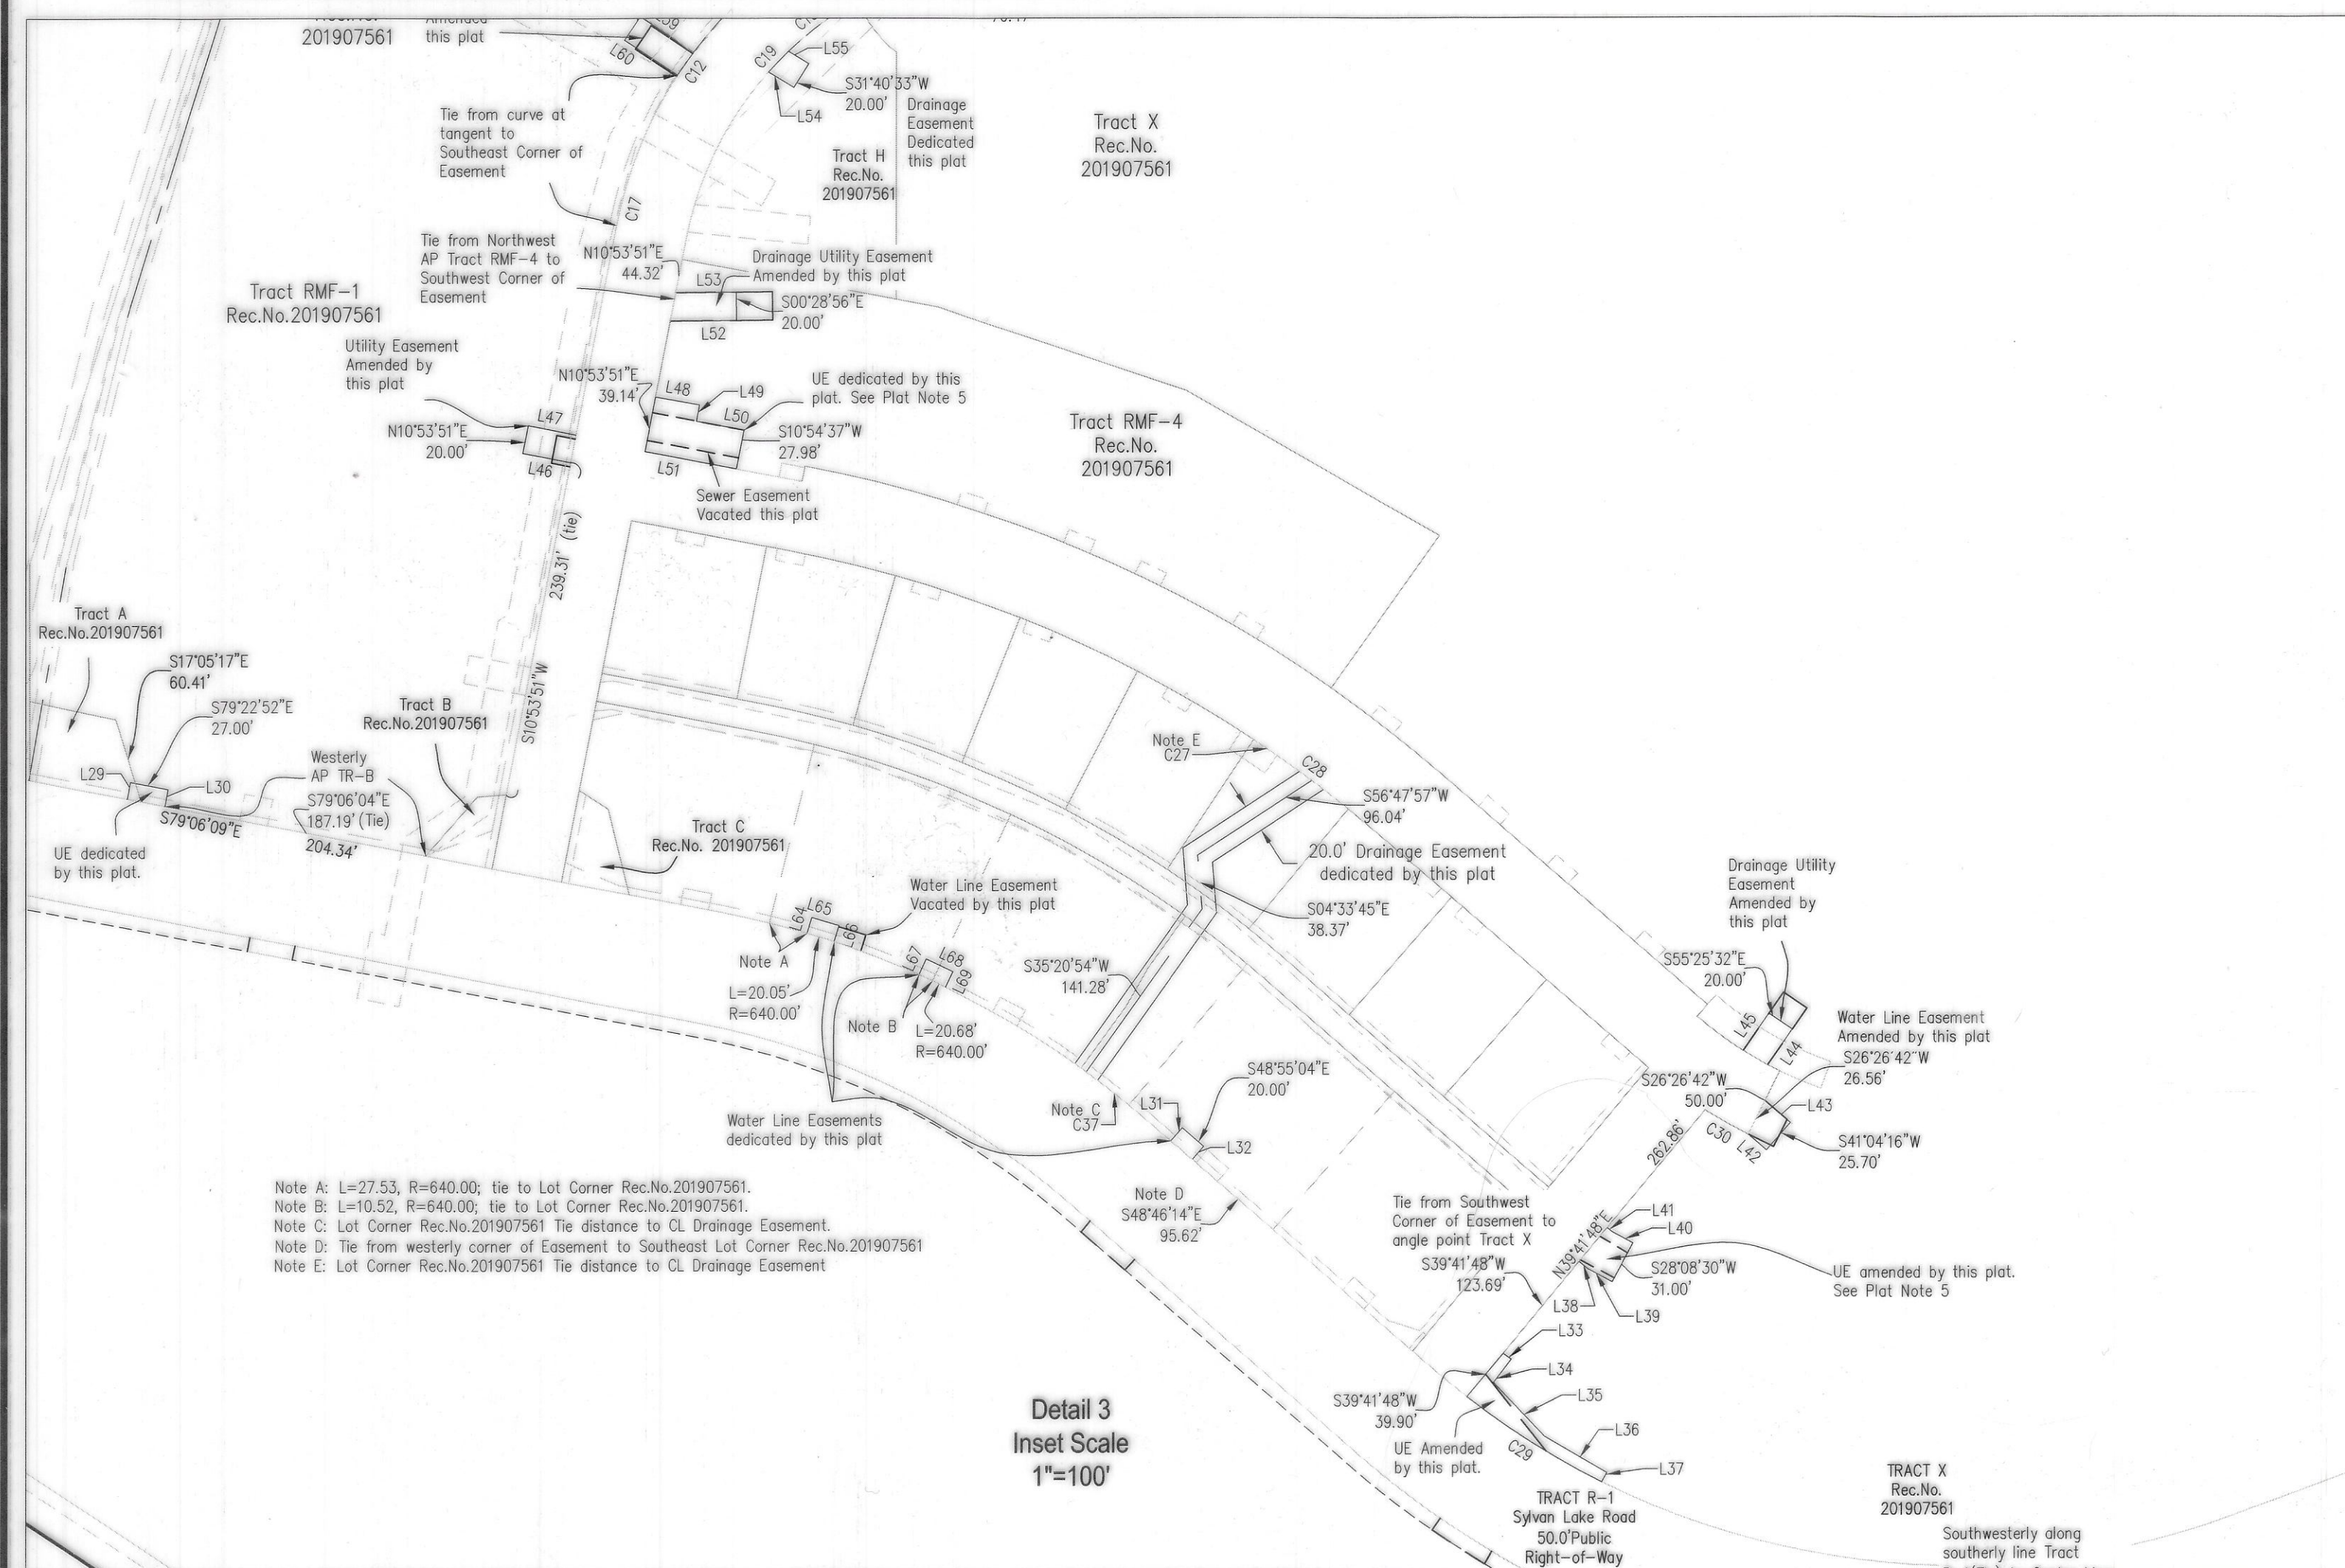 201907561
Amended
this plat
L59
L60
C12
C19
L55
S31°40'33"W
20.00'
L54
Drainage
Easement
Dedicated
this plat
Tract H
Rec.No.
201907561
Tract X
Rec.No.
201907561
Tie from curve at
tangent to
Southeast Corner of
Easement
C17
Tie from Northwest
AP Tract RMF-4 to
Southwest Corner of
Easement
N10°53'51"E
44.32'
L53
Drainage Utility Easement
Amended by this plat
S00°28'56"E
20.00'
L52
Tract RMF-1
Rec.No.201907561
Utility Easement
Amended by
this plat
L47
N10°53'51"E
20.00'
L46
N10°53'51"E
39.14'
L48
L49
L50
UE dedicated by this
plat. See Plat Note 5
S10°54'37"W
27.98'
L51
Sewer Easement
Vacated this plat
Tract RMF-4
Rec.No.
201907561
239.31' (tie)
S10°53'51"W
Tract A
Rec.No.201907561
S17°05'17"E
60.41'
S79°22'52"E
27.00'
L29
L30
S79°06'09"E
204.34'
UE dedicated
by this plat.
Westerly
AP TR-B
S79°06'04"E
187.19' (Tie)
Tract B
Rec.No.201907561
Tract C
Rec.No. 201907561
Note E
C27
C28
S56°47'57"W
96.04'
20.0' Drainage Easement
dedicated by this plat
S04°33'45"E
38.37'
S35°20'54"W
141.28'
Water Line Easement
Vacated by this plat
L64
L65
L66
Note A
L=20.05'
R=640.00'
L67
L68
L69
Note B
L=20.68'
R=640.00'
Water Line Easements
dedicated by this plat
Note C
C37
L31
S48°55'04"E
20.00'
L32
Note D
S48°46'14"E
95.62'
Drainage Utility
Easement
Amended by
this plat
S55°25'32"E
20.00'
L45
L44
Water Line Easement
Amended by this plat
S26°26'42"W
26.56'
S26°26'42"W
50.00'
L43
C30
L42
S41°04'16"W
25.70'
262.86'
N39°41'48"E
Tie from Southwest
Corner of Easement to
angle point Tract X
S39°41'48"W
123.69'
L41
L40
S28°08'30"W
31.00'
L38
L39
UE amended by this plat.
See Plat Note 5
L33
L34
L35
L36
L37
S39°41'48"W
39.90'
UE Amended
by this plat.
C29
Note A: L=27.53, R=640.00; tie to Lot Corner Rec.No.201907561.
Note B: L=10.52, R=640.00; tie to Lot Corner Rec.No.201907561.
Note C: Lot Corner Rec.No.201907561 Tie distance to CL Drainage Easement.
Note D: Tie from westerly corner of Easement to Southeast Lot Corner Rec.No.201907561
Note E: Lot Corner Rec.No.201907561 Tie distance to CL Drainage Easement
Detail 3
Inset Scale
1"=100'
TRACT R-1
Sylvan Lake Road
50.0'Public
Right-of-Way
TRACT X
Rec.No.
201907561
Southwesterly along
southerly line Tract